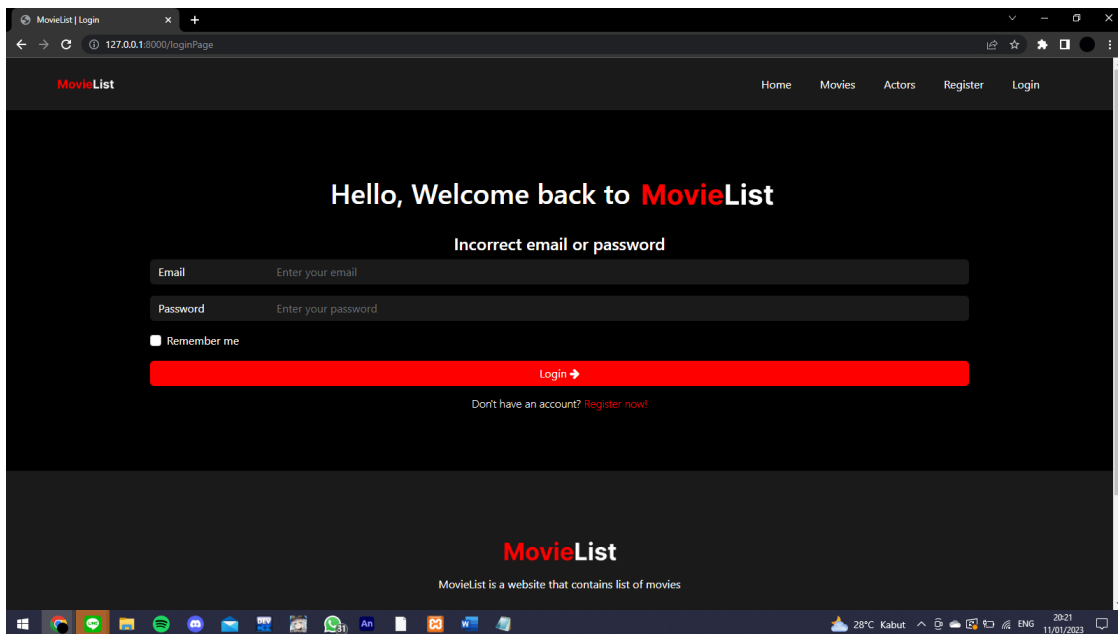 MovieList | Login
127.0.0.1:8000/loginPage
MovieList
Home Movies Actors Register Login
Hello, Welcome back to MovieList
Incorrect email or password
Email Enter your email
Password Enter your password
Remember me
Login
Don't have an account? Register now!
MovieList
MovieList is a website that contains list of movies
DEV 31 An W 28°C Kabut ENG 20:21
11/01/2023